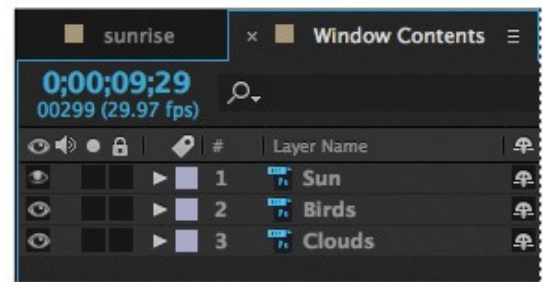 sunrise × Window Contents
0;00;09;29
00299 (29.97 fps)
# Layer Name
1 Sun
2 Birds
3 Clouds